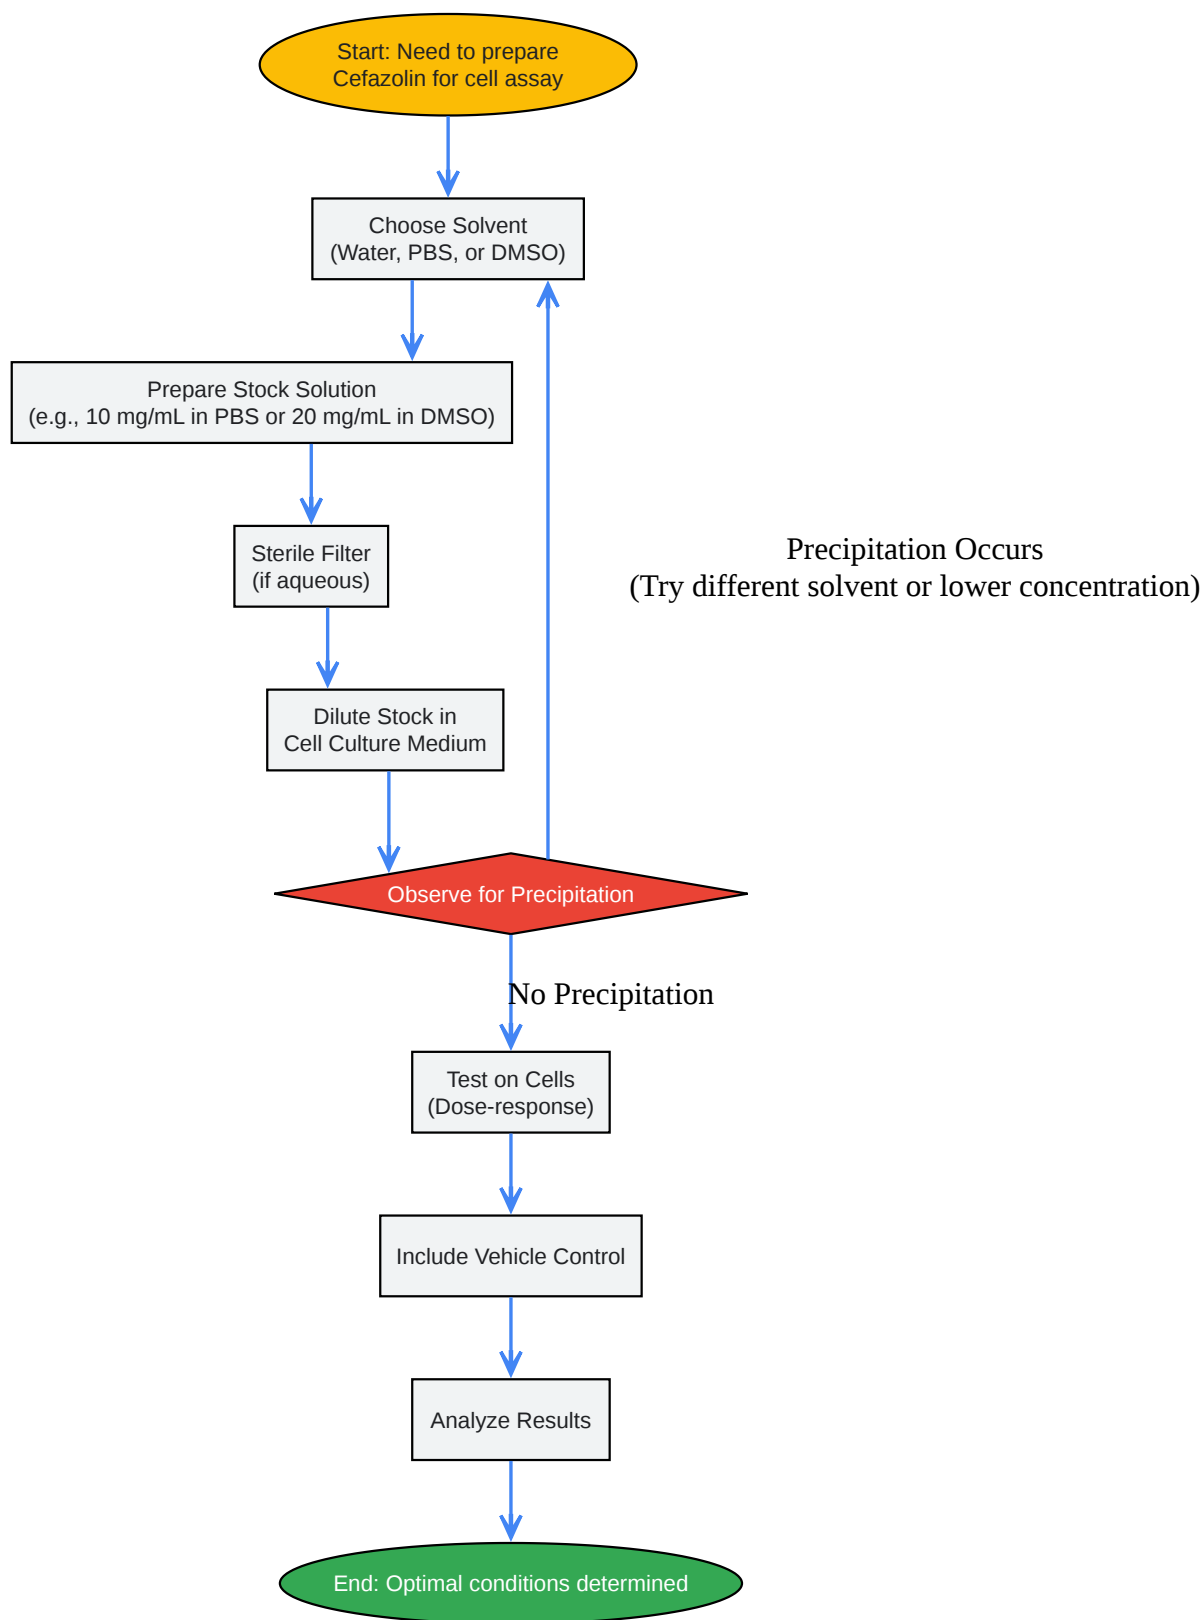 Start: Need to prepare
Cefazolin for cell assay
Choose Solvent
(Water, PBS, or DMSO)
Prepare Stock Solution
(e.g., 10 mg/mL in PBS or 20 mg/mL in DMSO)
Sterile Filter
(if aqueous)
Precipitation Occurs
(Try different solvent or lower concentration)
Dilute Stock in
Cell Culture Medium
Observe for Precipitation
No Precipitation
Test on Cells
(Dose-response)
Include Vehicle Control
Analyze Results
End: Optimal conditions determined